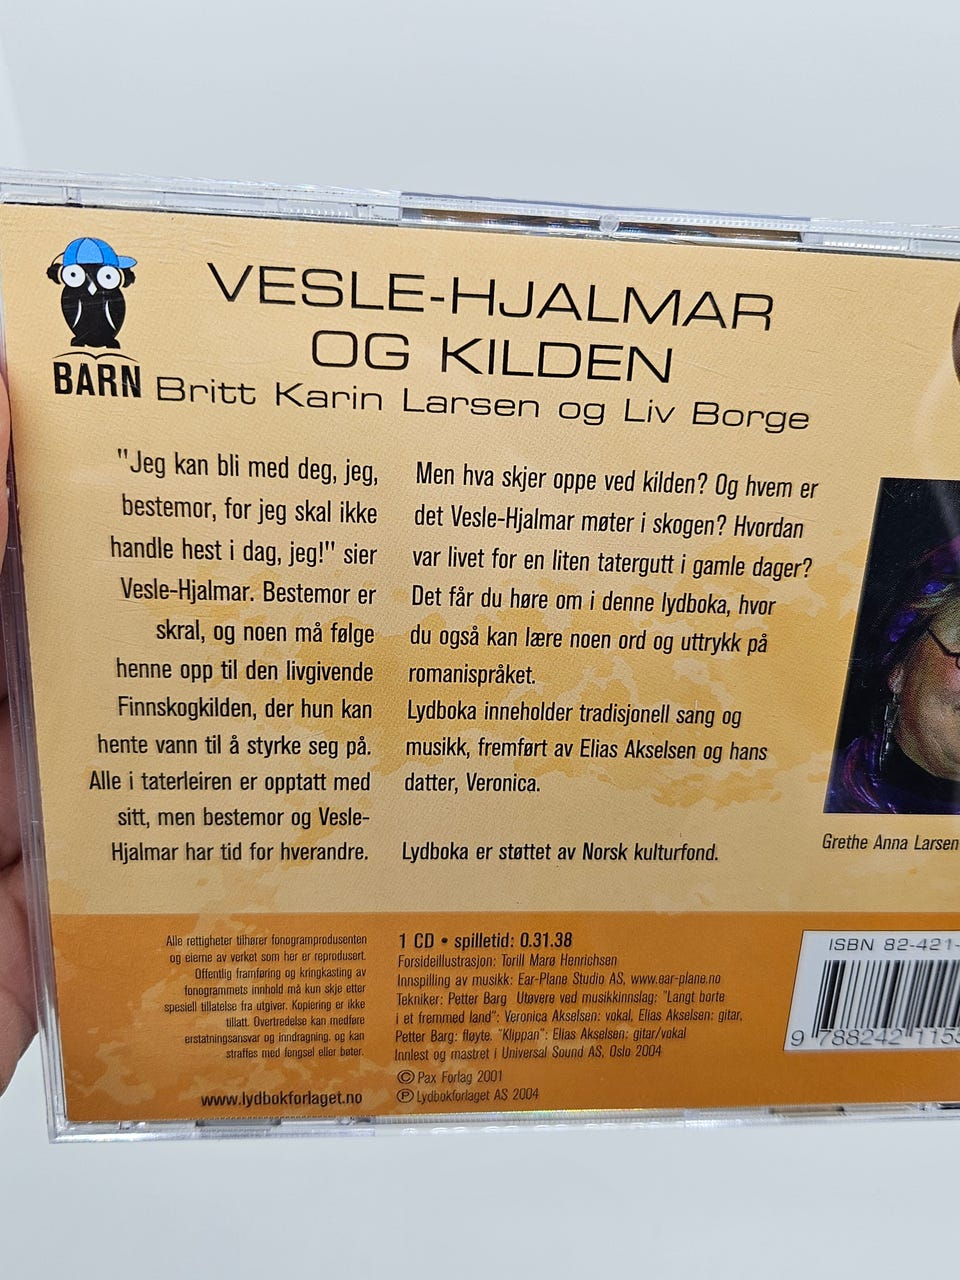 BARN
VESLE-HJALMAR
OG KILDEN
Britt Karin Larsen og Liv Borge
"Jeg kan bli med deg, jeg,
bestemor, for jeg skal ikke
handle hest i dag, jeg!" sier
Vesle-Hjalmar. Bestemor er
skral, og noen må følge
henne opp til den livgivende
Finnskogkilden, der hun kan
hente vann til å styrke seg på.
Alle i taterleiren er opptatt med
sitt, men bestemor og Vesle-
Hjalmar har tid for hverandre.
Men hva skjer oppe ved kilden? Og hvem er
det Vesle-Hjalmar møter i skogen? Hvordan
var livet for en liten tatergutt i gamle dager?
Det får du høre om i denne lydboka, hvor
du også kan lære noen ord og uttrykk på
romanispråket.
Lydboka inneholder tradisjonell sang og
musikk, fremført av Elias Akselsen og hans
datter, Veronica.
Lydboka er støttet av Norsk kulturfond.
Grethe Anna Larsen
Alle rettigheter tilhører fonogramprodusenten
og eierne av verket som her er reprodusert.
Offentlig framføring og kringkasting av
fonogrammets innhold må kun skje etter
spesiell tillatelse fra utgiver. Kopiering er ikke
tillatt. Overtredelse kan medføre
erstatningsansvar og inndragning, og kan
straffes med fengsel eller bøter.
www.lydbokforlaget.no
1 CD • spilletid: 0.31.38
Forsideillustrasjon: Torill Marø Henrichsen
Innspilling av musikk: Ear-Plane Studio AS, www.ear-plane.no
Tekniker: Petter Barg Utøvere ved musikkinnslag: "Langt borte
i et fremmed land": Veronica Akselsen: vokal, Elias Akselsen: gitar,
Petter Barg: fløyte. "Klippan": Elias Akselsen: gitar/vokal
Innlest og mastret i Universal Sound AS, Oslo 2004
© Pax Forlag 2001
℗ Lydbokforlaget AS 2004
ISBN 82-421-
9 788242 1153